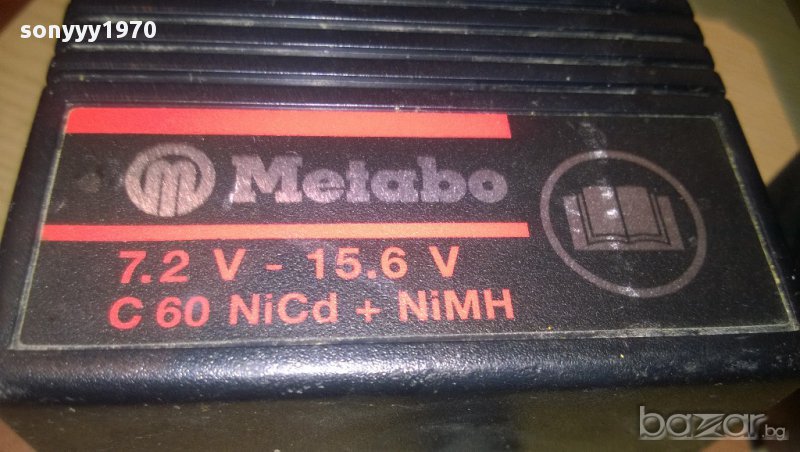 sonyyy1970
m Metabo
7.2 V - 15.6 V
C 60 NiCd + NiMH
bazar.bg